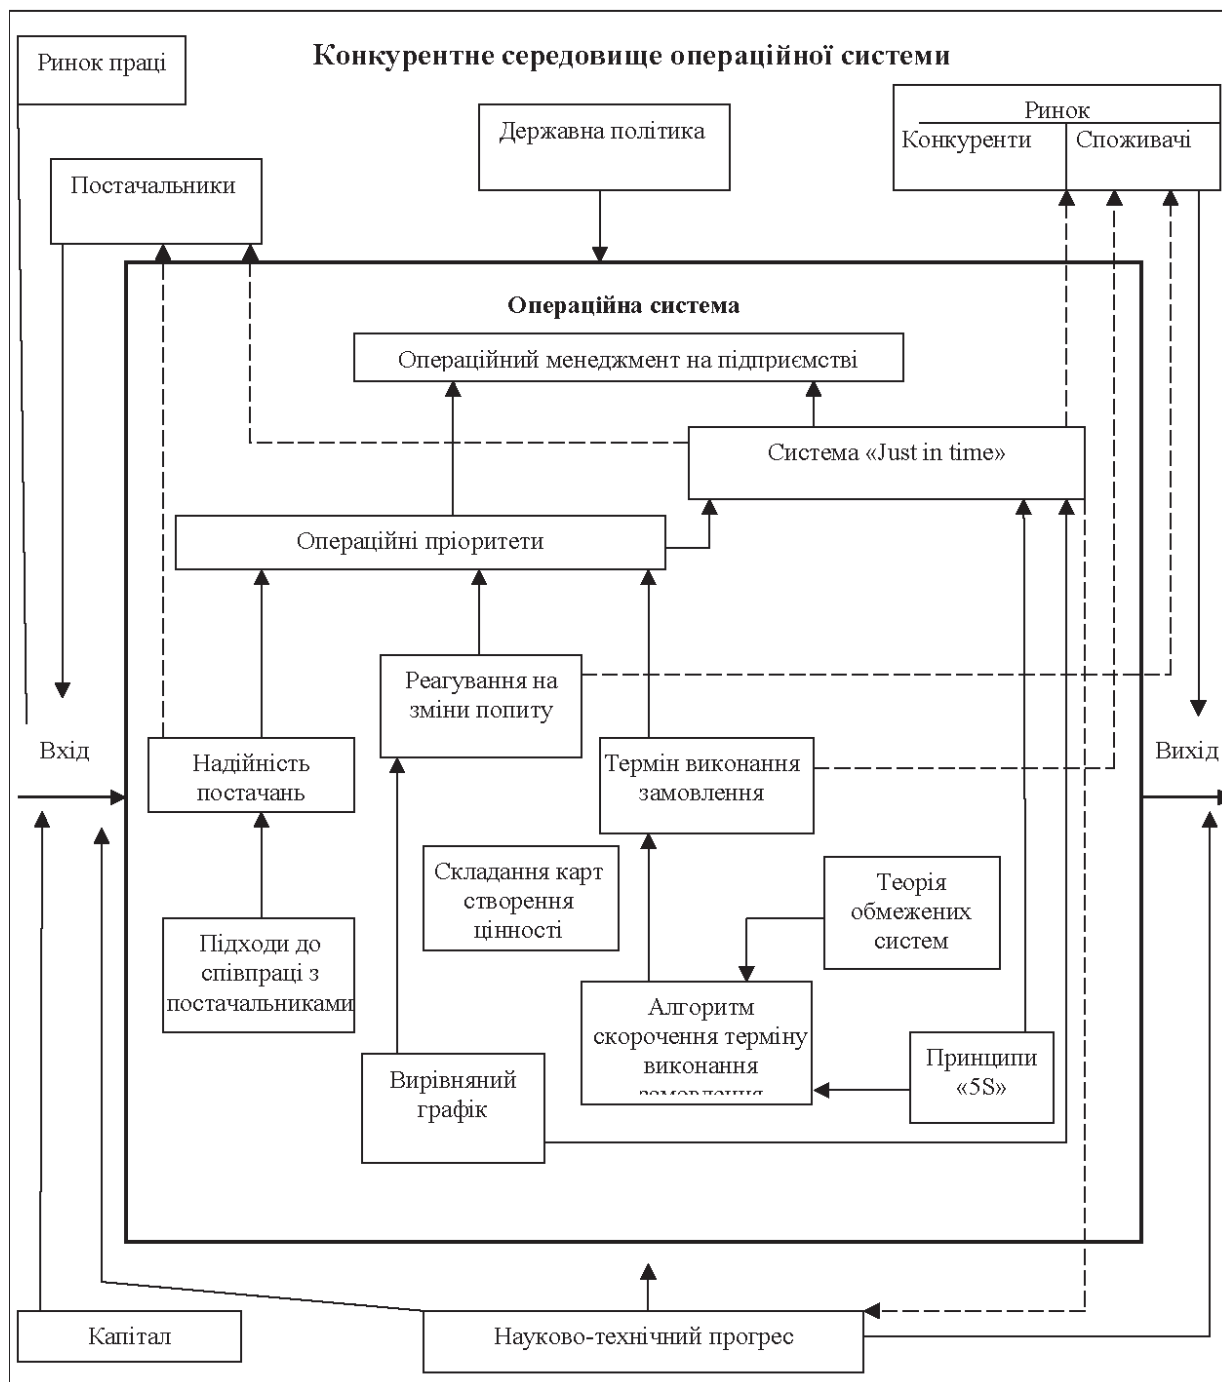 Ринок праці
Конкурентне середовище операційної системи
Ринок
Конкуренти
Споживачі
Державна політика
Постачальники
Операційна система
Операційний менеджмент на підприємстві
Система «Just in time»
Операційні пріоритети
Реагування на
зміни попиту
Вхід
Надійність
постачань
Термін виконання
замовлення
Вихід
Складання карт
створення
цінності
Теорія
обмежених
систем
Підходи до
співпраці з
постачальниками
Алгоритм
скорочення терміну
виконання
замовлення
Принципи
«5S»
Вирівняний
графік
Капітал
Науково-технічний прогрес